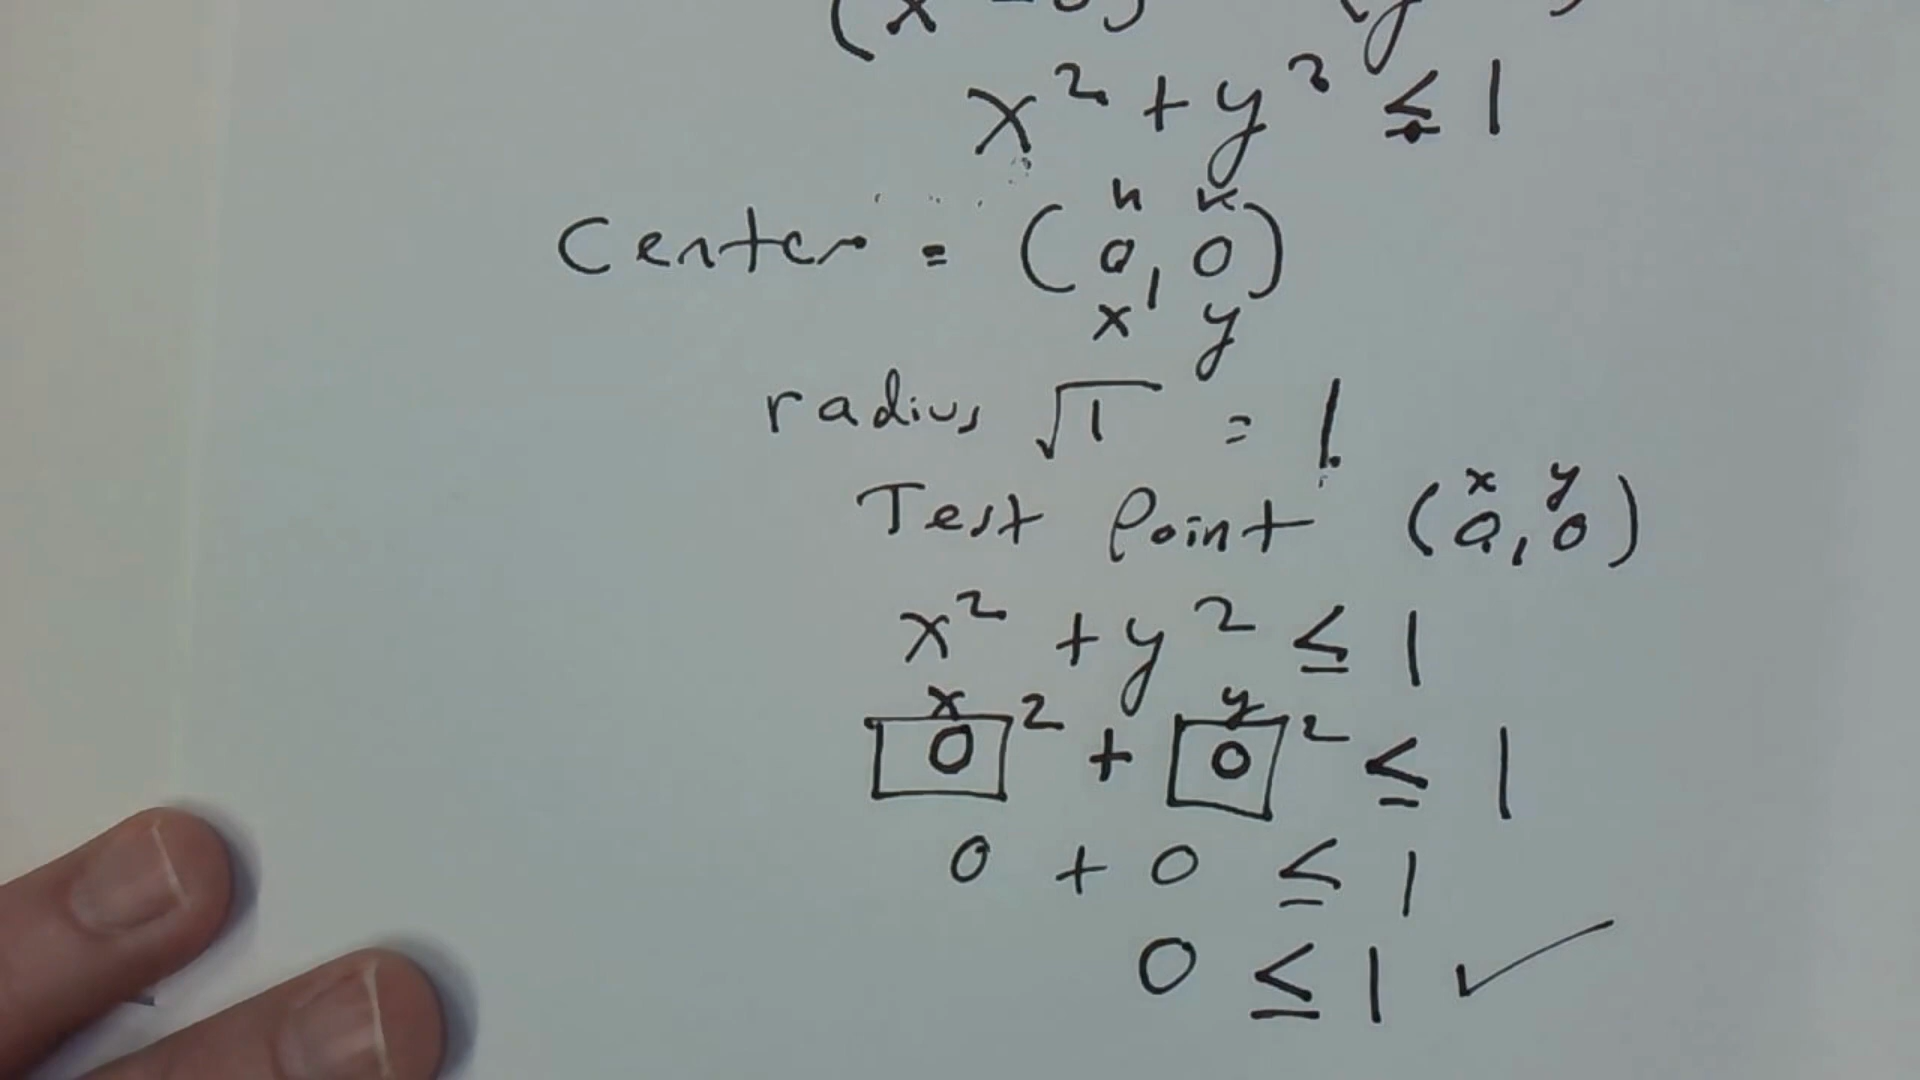 x² + y² ≤ 1
h k
Center = (0, 0)
x y
radius √1 = 1
x y
Test Point (0, 0)
x² + y² ≤ 1
x y
0² + 0² ≤ 1
0 + 0 ≤ 1
0 ≤ 1 ✓